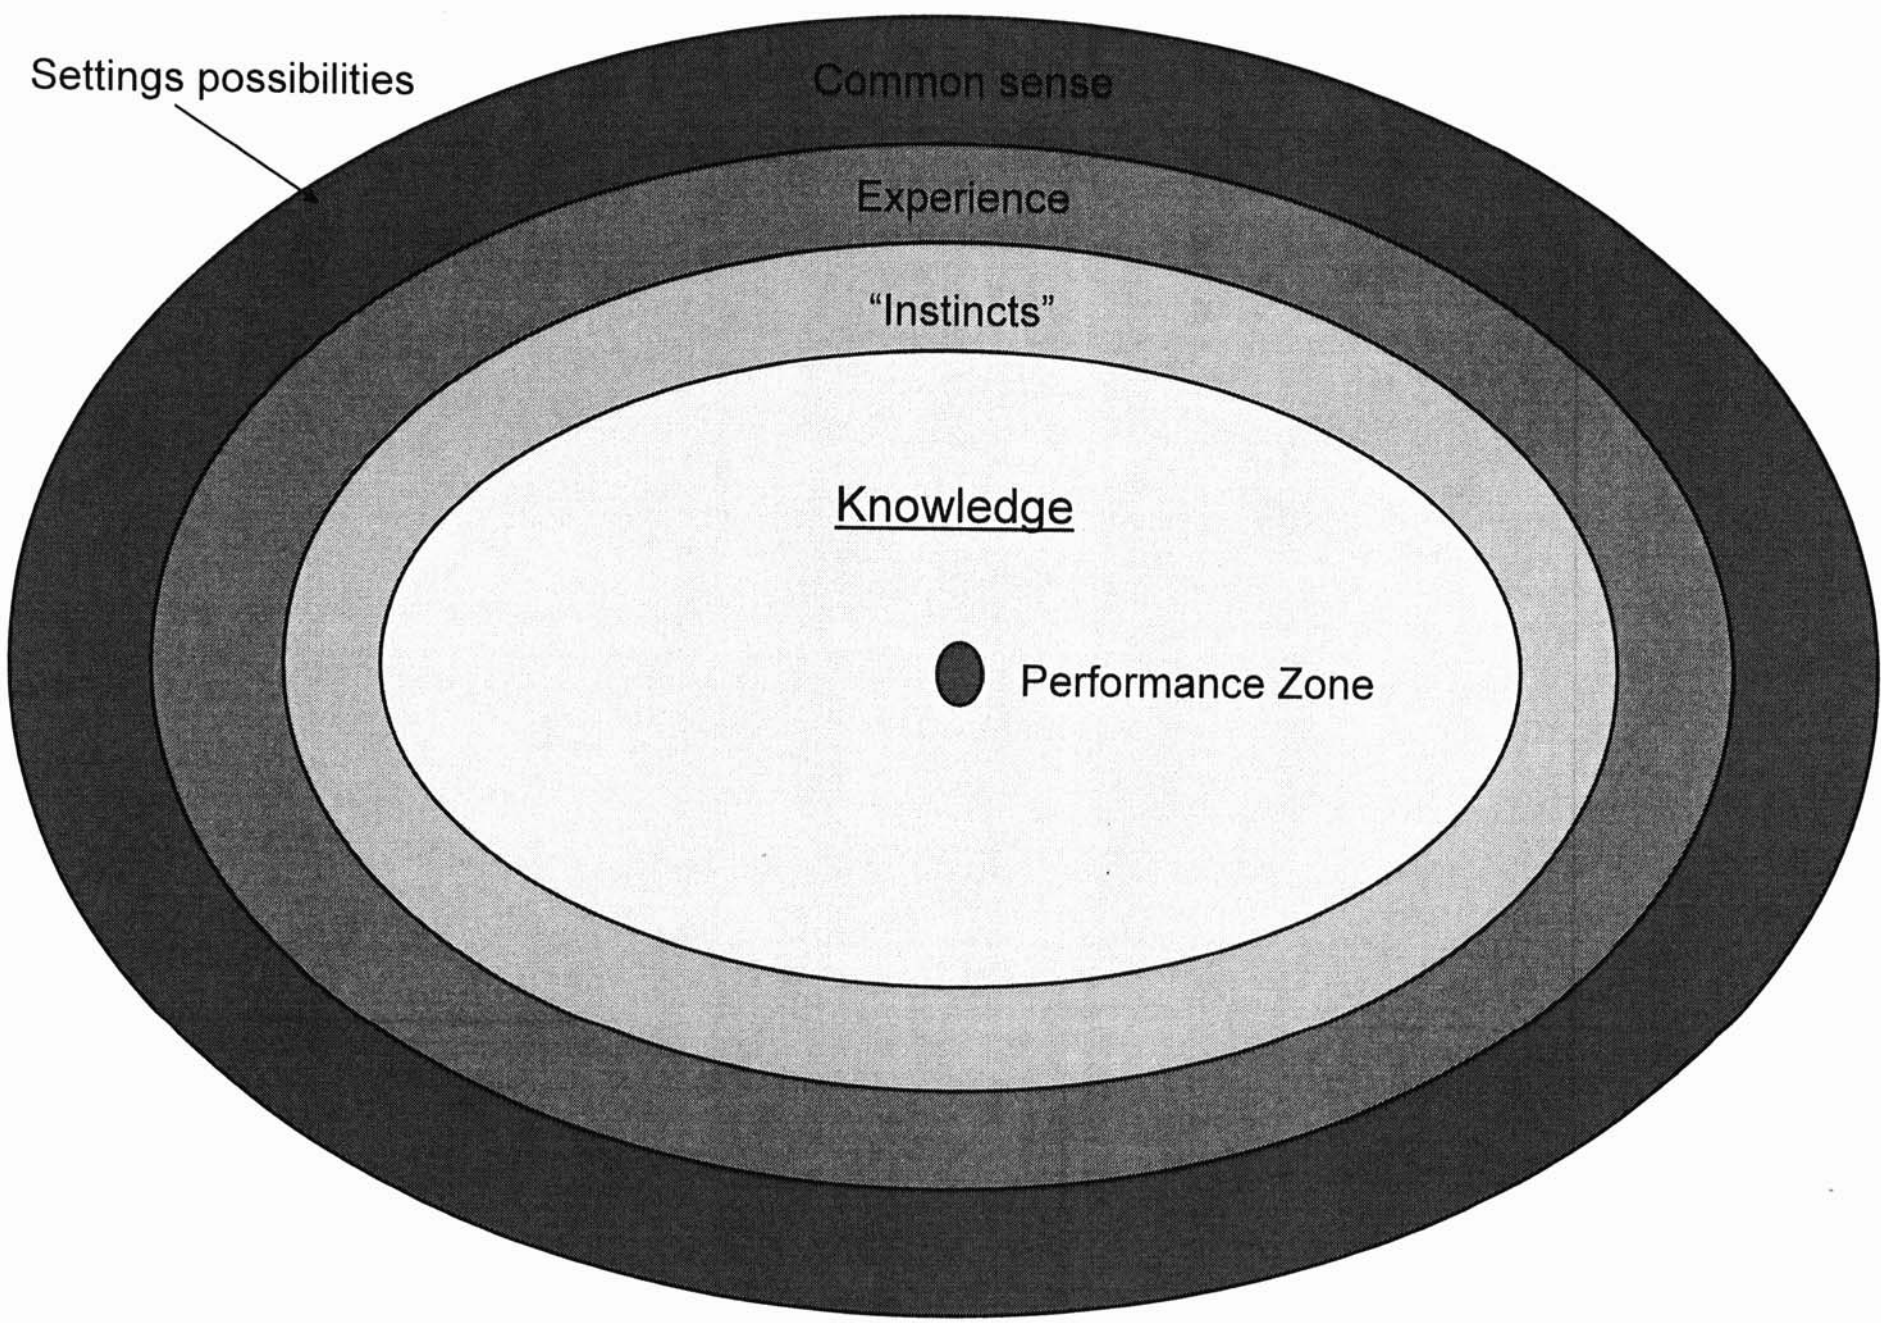 Settings possibilities
Common sense
Experience
“Instincts”
Knowledge
Performance Zone